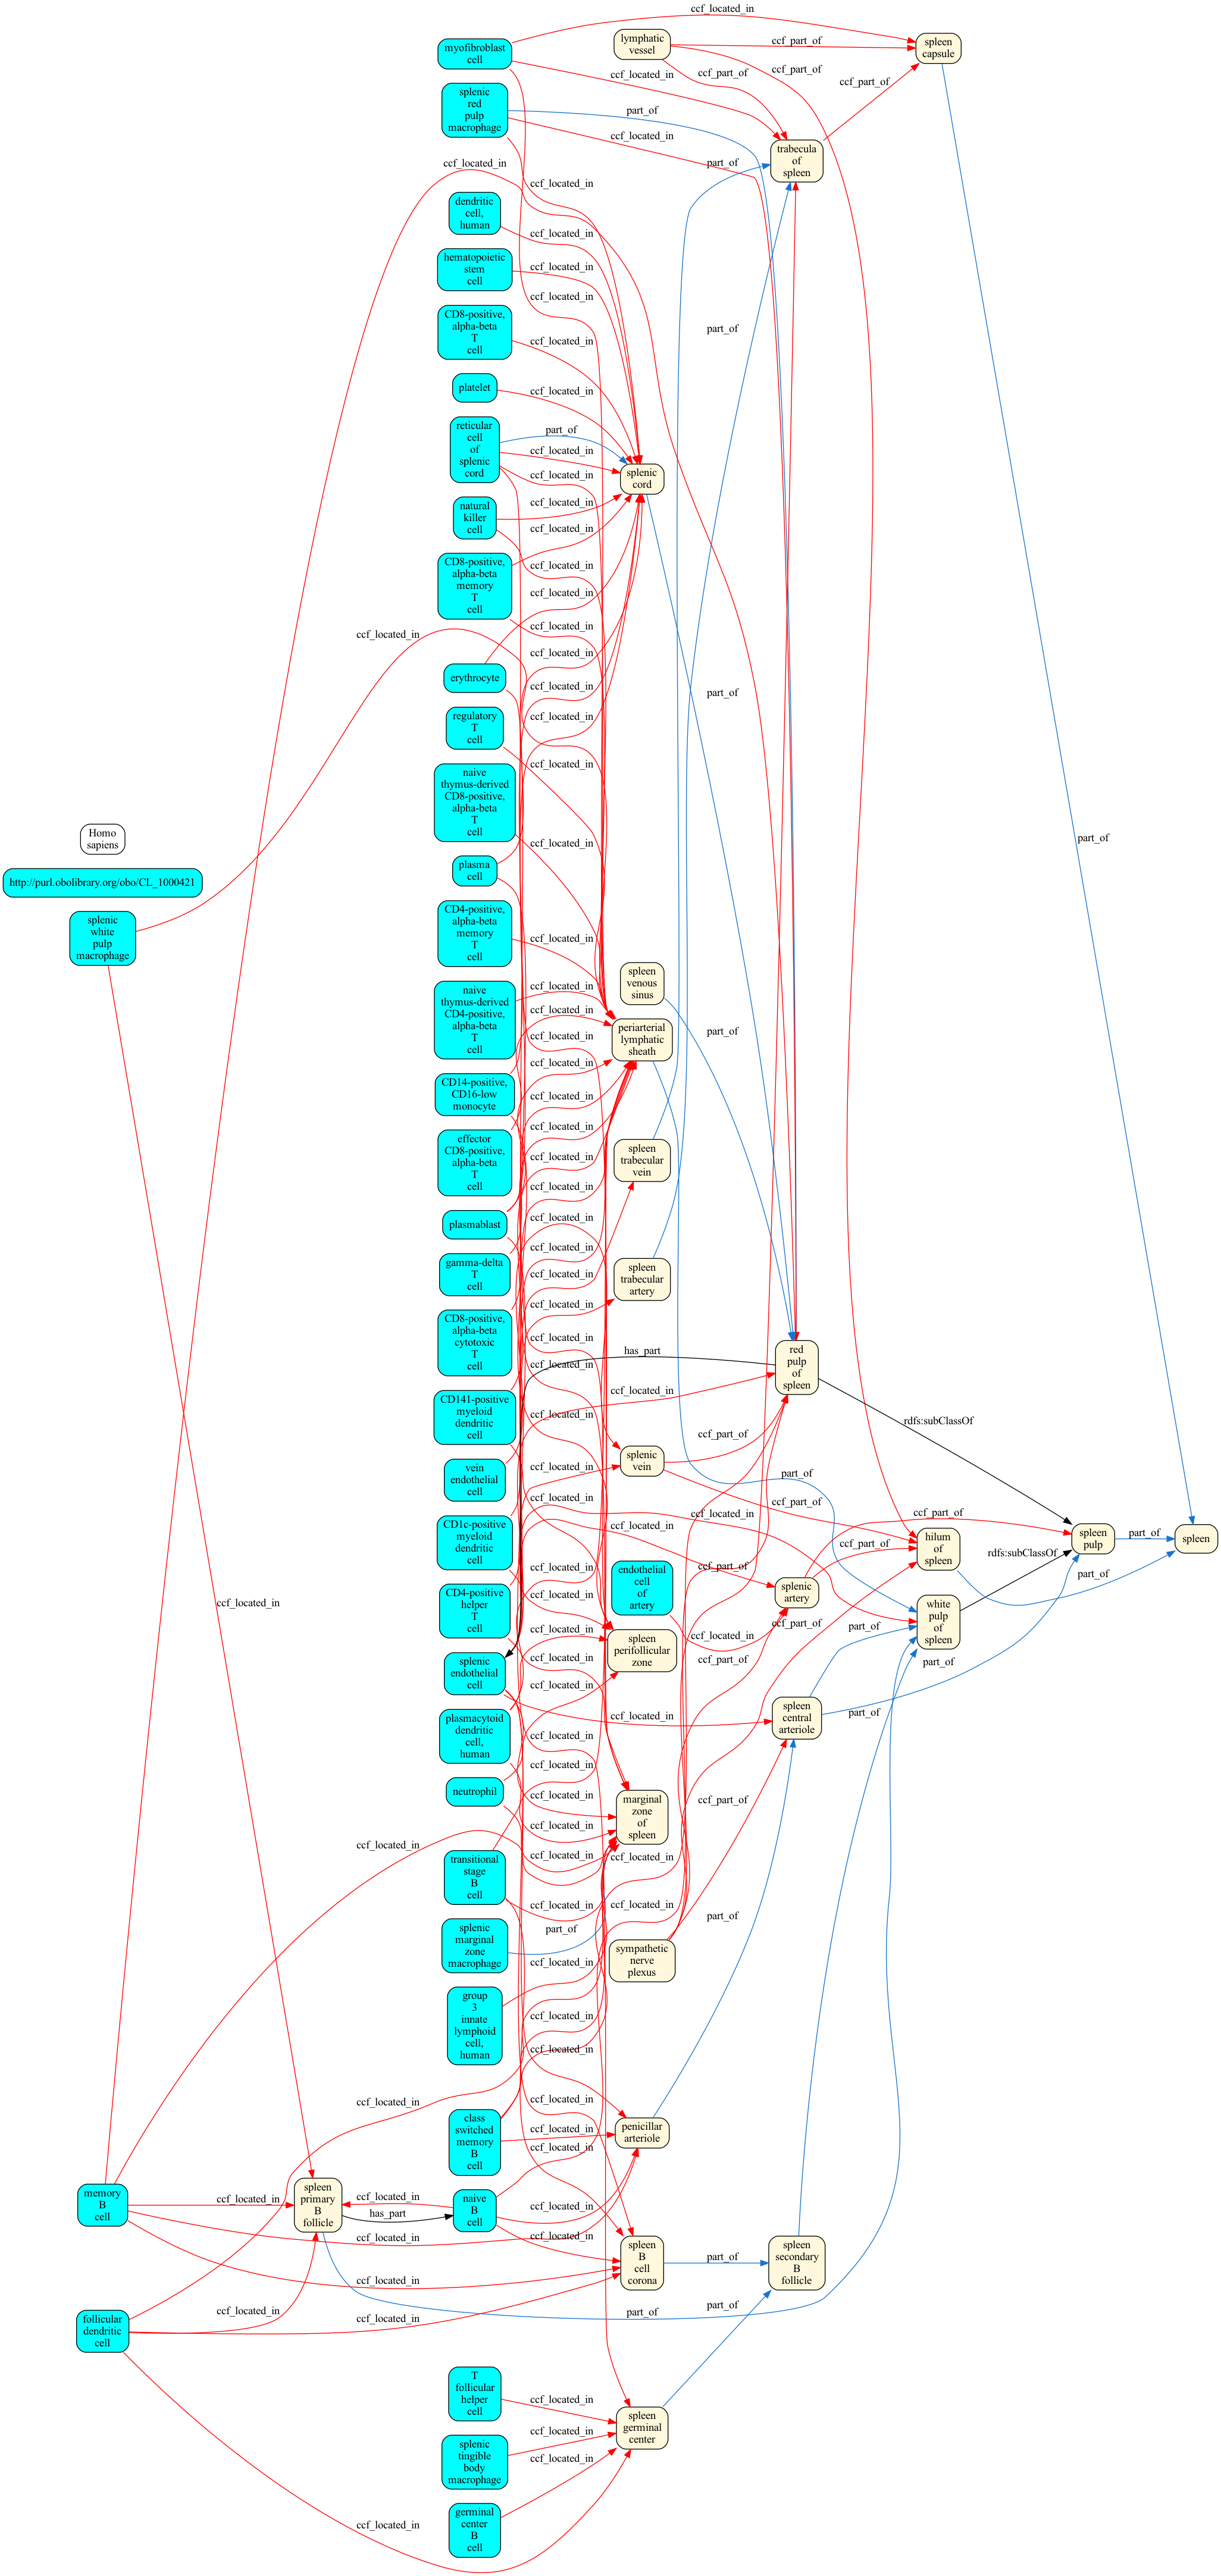 ccf_located_in
myofibroblast
cell
lymphatic
vessel
ccf_part_of
spleen
capsule
ccf_part_of
ccf_part_of
ccf_located_in
ccf_part_of
splenic
red
pulp
macrophage
part_of
ccf_located_in
trabecula
of
spleen
part_of
ccf_located_in
ccf_located_in
dendritic
cell,
human
ccf_located_in
hematopoietic
stem
cell
ccf_located_in
ccf_located_in
CD8-positive,
alpha-beta
T
cell
ccf_located_in
part_of
platelet
ccf_located_in
reticular
cell
of
splenic
cord
part_of
ccf_located_in
ccf_located_in
splenic
cord
natural
killer
cell
ccf_located_in
ccf_located_in
CD8-positive,
alpha-beta
memory
T
cell
ccf_located_in
ccf_located_in
ccf_located_in
ccf_located_in
ccf_located_in
erythrocyte
ccf_located_in
part_of
regulatory
T
cell
ccf_located_in
ccf_located_in
naive
thymus-derived
CD8-positive,
alpha-beta
T
cell
Homo
sapiens
ccf_located_in
part_of
plasma
cell
http://purl.obolibrary.org/obo/CL_1000421
splenic
white
pulp
macrophage
CD4-positive,
alpha-beta
memory
T
cell
ccf_located_in
spleen
venous
sinus
naive
thymus-derived
CD4-positive,
alpha-beta
T
cell
ccf_located_in
ccf_located_in
ccf_located_in
part_of
periarterial
lymphatic
sheath
ccf_located_in
CD14-positive,
CD16-low
monocyte
ccf_located_in
ccf_located_in
effector
CD8-positive,
alpha-beta
T
cell
ccf_located_in
spleen
trabecular
vein
ccf_located_in
plasmablast
ccf_located_in
ccf_located_in
gamma-delta
T
cell
ccf_located_in
spleen
trabecular
artery
ccf_located_in
CD8-positive,
alpha-beta
cytotoxic
T
cell
ccf_located_in
has_part
ccf_located_in
red
pulp
of
spleen
ccf_located_in
CD141-positive
myeloid
dendritic
cell
ccf_located_in
rdfs:subClassOf
ccf_part_of
vein
endothelial
cell
ccf_located_in
splenic
vein
part_of
ccf_located_in
ccf_part_of
ccf_located_in
ccf_part_of
CD1c-positive
myeloid
dendritic
cell
ccf_located_in
ccf_located_in
ccf_part_of
hilum
of
spleen
spleen
pulp
part_of
spleen
rdfs:subClassOf
ccf_located_in
endothelial
cell
of
artery
ccf_part_of
splenic
artery
part_of
CD4-positive
helper
T
cell
ccf_located_in
ccf_located_in
ccf_located_in
ccf_part_of
part_of
white
pulp
of
spleen
spleen
perifollicular
zone
splenic
endothelial
cell
ccf_located_in
ccf_part_of
part_of
ccf_located_in
spleen
central
arteriole
part_of
plasmacytoid
dendritic
cell,
human
ccf_located_in
ccf_located_in
neutrophil
ccf_located_in
ccf_part_of
marginal
zone
of
spleen
ccf_located_in
ccf_located_in
ccf_located_in
transitional
stage
B
cell
ccf_located_in
ccf_located_in
part_of
part_of
splenic
marginal
zone
macrophage
ccf_located_in
sympathetic
nerve
plexus
group
3
innate
lymphoid
cell,
human
ccf_located_in
ccf_located_in
ccf_located_in
ccf_located_in
class
switched
memory
B
cell
ccf_located_in
ccf_located_in
penicillar
arteriole
memory
B
cell
ccf_located_in
spleen
primary
B
follicle
ccf_located_in
has_part
naive
B
cell
ccf_located_in
ccf_located_in
ccf_located_in
ccf_located_in
spleen
B
cell
corona
part_of
spleen
secondary
B
follicle
follicular
dendritic
cell
ccf_located_in
ccf_located_in
part_of
part_of
T
follicular
helper
cell
ccf_located_in
spleen
germinal
center
ccf_located_in
splenic
tingible
body
macrophage
ccf_located_in
germinal
center
B
cell
ccf_located_in